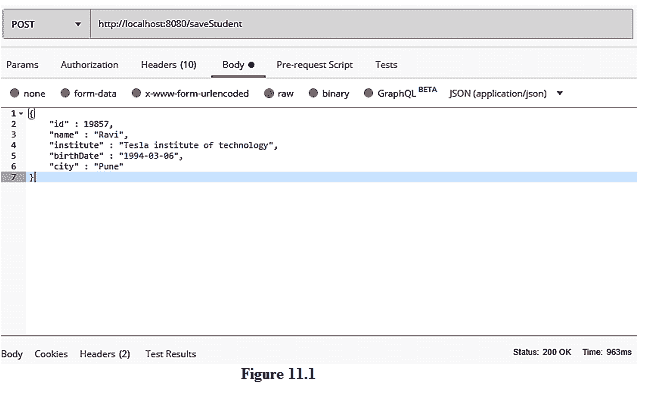 POST http://localhost:8080/saveStudent
Params Authorization Headers (10) Body Pre-request Script Tests
none form-data x-www-form-urlencoded raw binary GraphQL BETA JSON (application/json)
1 {
2 "id" : 19857,
3 "name" : "Ravi",
4 "institute" : "Tesla institute of technology",
5 "birthDate" : "1994-03-06",
6 "city" : "Pune"
7 }
Body Cookies Headers (2) Test Results Status: 200 OK Time: 963ms
Figure 11.1